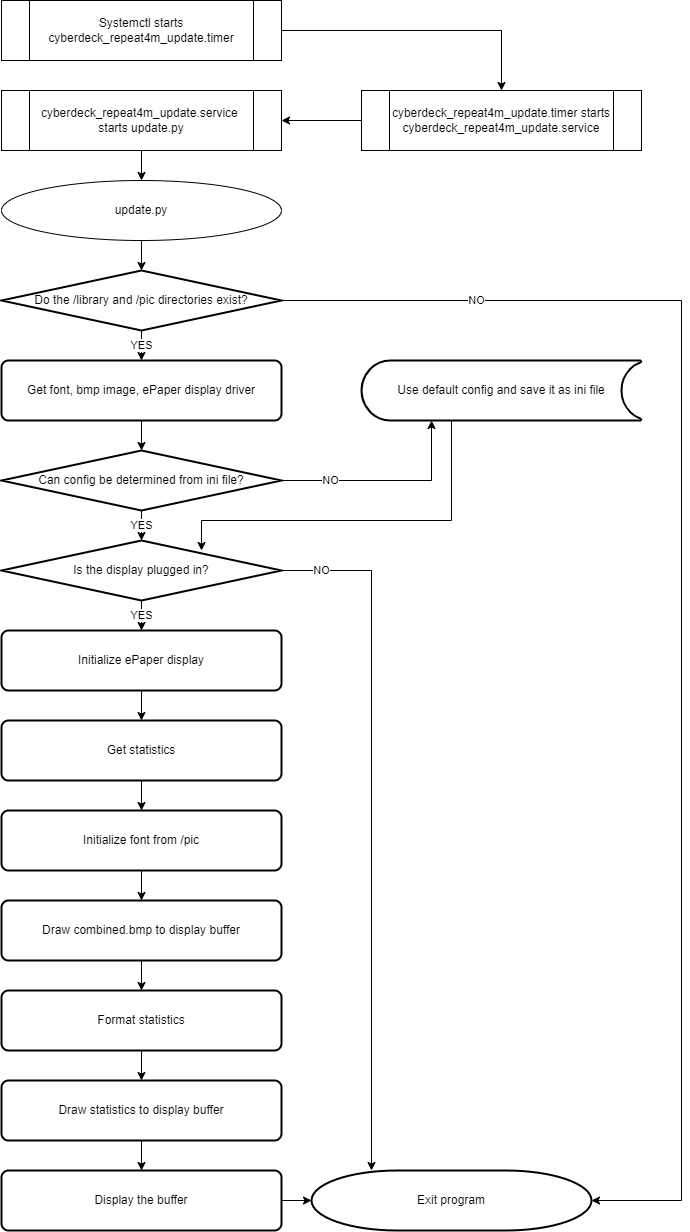 Systemctl starts
cyberdeck_repeat4m_update.timer
cyberdeck_repeat4m_update.timer starts
cyberdeck_repeat4m_update.service
cyberdeck_repeat4m_update.service
starts update.py
update.py
Do the /library and /pic directories exist?
NO
YES
Get font, bmp image, ePaper display driver
Use default config and save it as ini file
Can config be determined from ini file?
NO
YES
Is the display plugged in?
NO
YES
Initialize ePaper display
Get statistics
Initialize font from /pic
Draw combined.bmp to display buffer
Format statistics
Draw statistics to display buffer
Display the buffer
Exit program